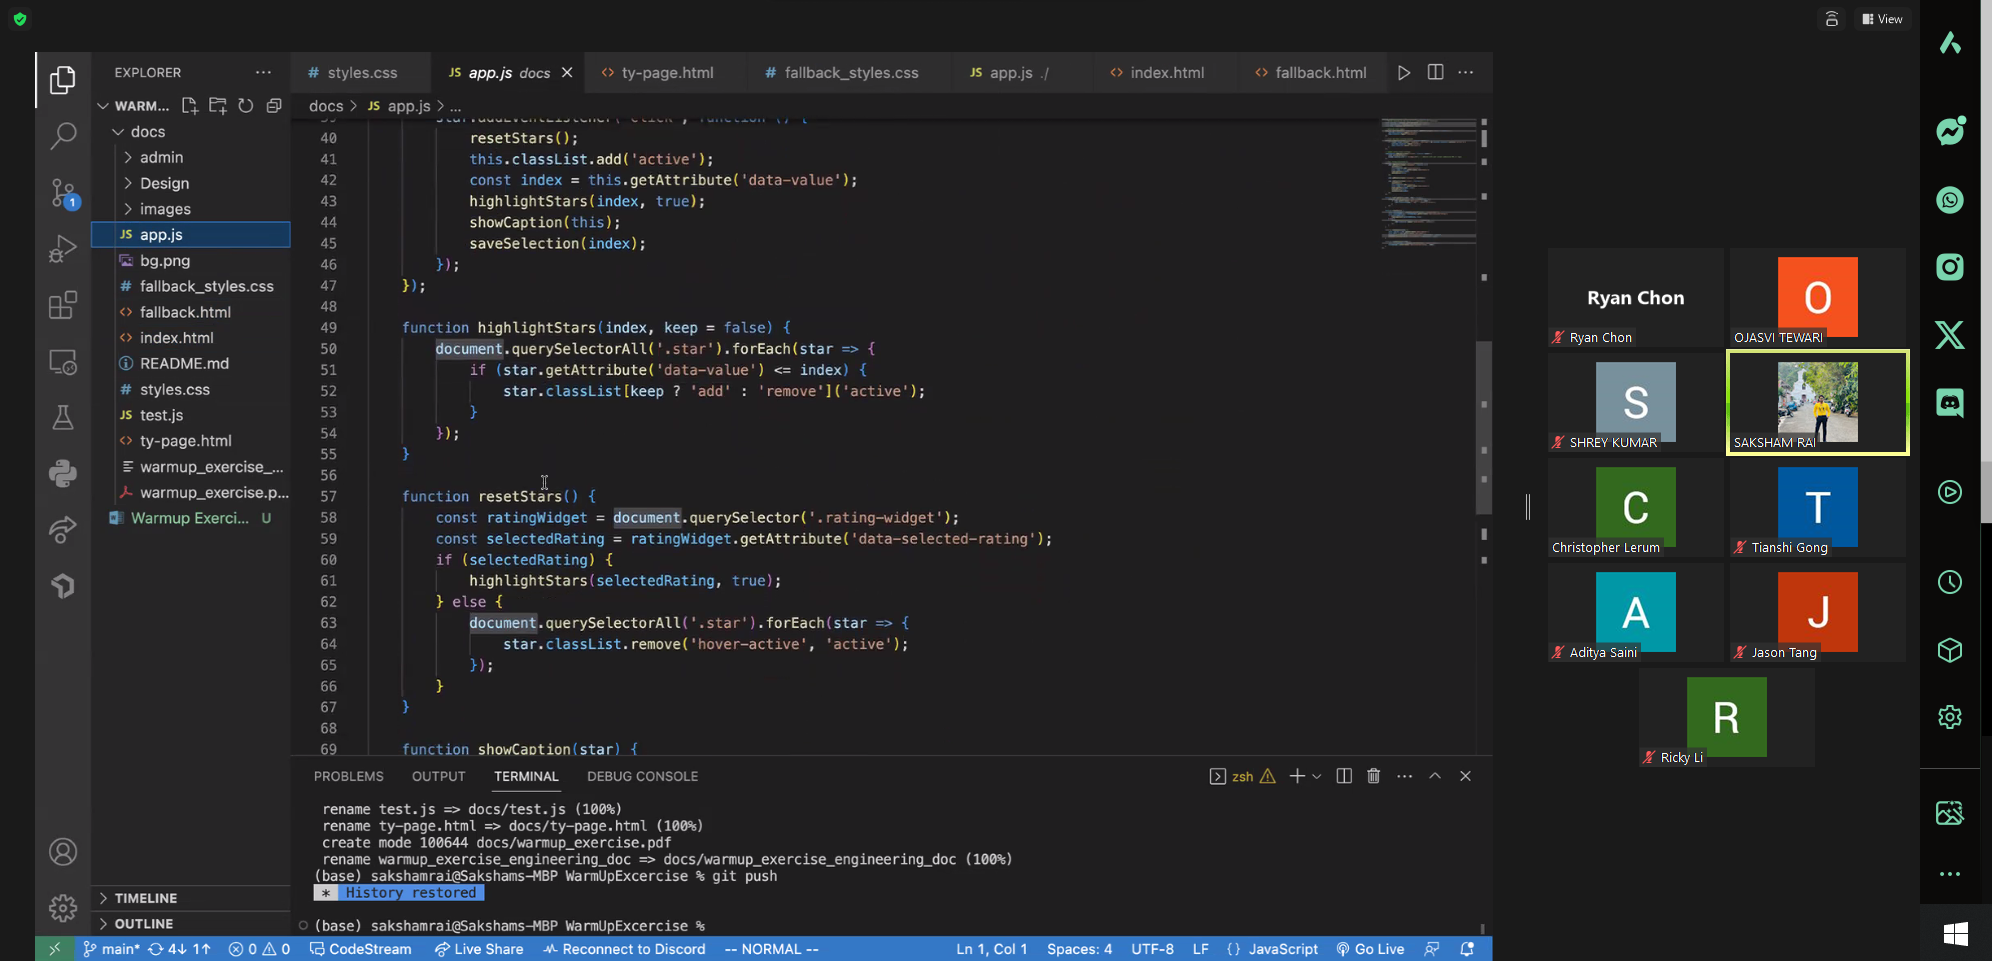 View
EXPLORER
styles.css
JS app.js docs
ty-page.html
fallback_styles.css
JS app.js ./
index.html
fallback.html
WARM...
docs > JS app.js > ...
docs
admin
Design
images
JS app.js
bg.png
fallback_styles.css
fallback.html
index.html
README.md
styles.css
JS test.js
ty-page.html
warmup_exercise_...
warmup_exercise.p...
Warmup Exerci... U
1
39 star.addEventListener('click', function () {
40 resetStars();
41 this.classList.add('active');
42 const index = this.getAttribute('data-value');
43 highlightStars(index, true);
44 showCaption(this);
45 saveSelection(index);
46 });
47 });
48
49 function highlightStars(index, keep = false) {
50 document.querySelectorAll('.star').forEach(star => {
51 if (star.getAttribute('data-value') <= index) {
52 star.classList[keep ? 'add' : 'remove']('active');
53 }
54 });
55 }
56
57 function resetStars() {
58 const ratingWidget = document.querySelector('.rating-widget');
59 const selectedRating = ratingWidget.getAttribute('data-selected-rating');
60 if (selectedRating) {
61 highlightStars(selectedRating, true);
62 } else {
63 document.querySelectorAll('.star').forEach(star => {
64 star.classList.remove('hover-active', 'active');
65 });
66 }
67 }
68
69 function showCaption(star) {
PROBLEMS OUTPUT TERMINAL DEBUG CONSOLE
zsh
rename test.js => docs/test.js (100%)
rename ty-page.html => docs/ty-page.html (100%)
create mode 100644 docs/warmup_exercise.pdf
rename warmup_exercise_engineering_doc => docs/warmup_exercise_engineering_doc (100%)
(base) sakshamrai@Sakshams-MBP WarmUpExcercise % git push
* History restored
(base) sakshamrai@Sakshams-MBP WarmUpExcercise %
TIMELINE
OUTLINE
main* 4↓ 1↑ 0 0 CodeStream Live Share Reconnect to Discord -- NORMAL --
Ln 1, Col 1 Spaces: 4 UTF-8 LF {} JavaScript Go Live
Ryan Chon
Ryan Chon
O
OJASVI TEWARI
S
SHREY KUMAR
SAKSHAM RAI
C
Christopher Lerum
T
Tianshi Gong
A
Aditya Saini
J
Jason Tang
R
Ricky Li